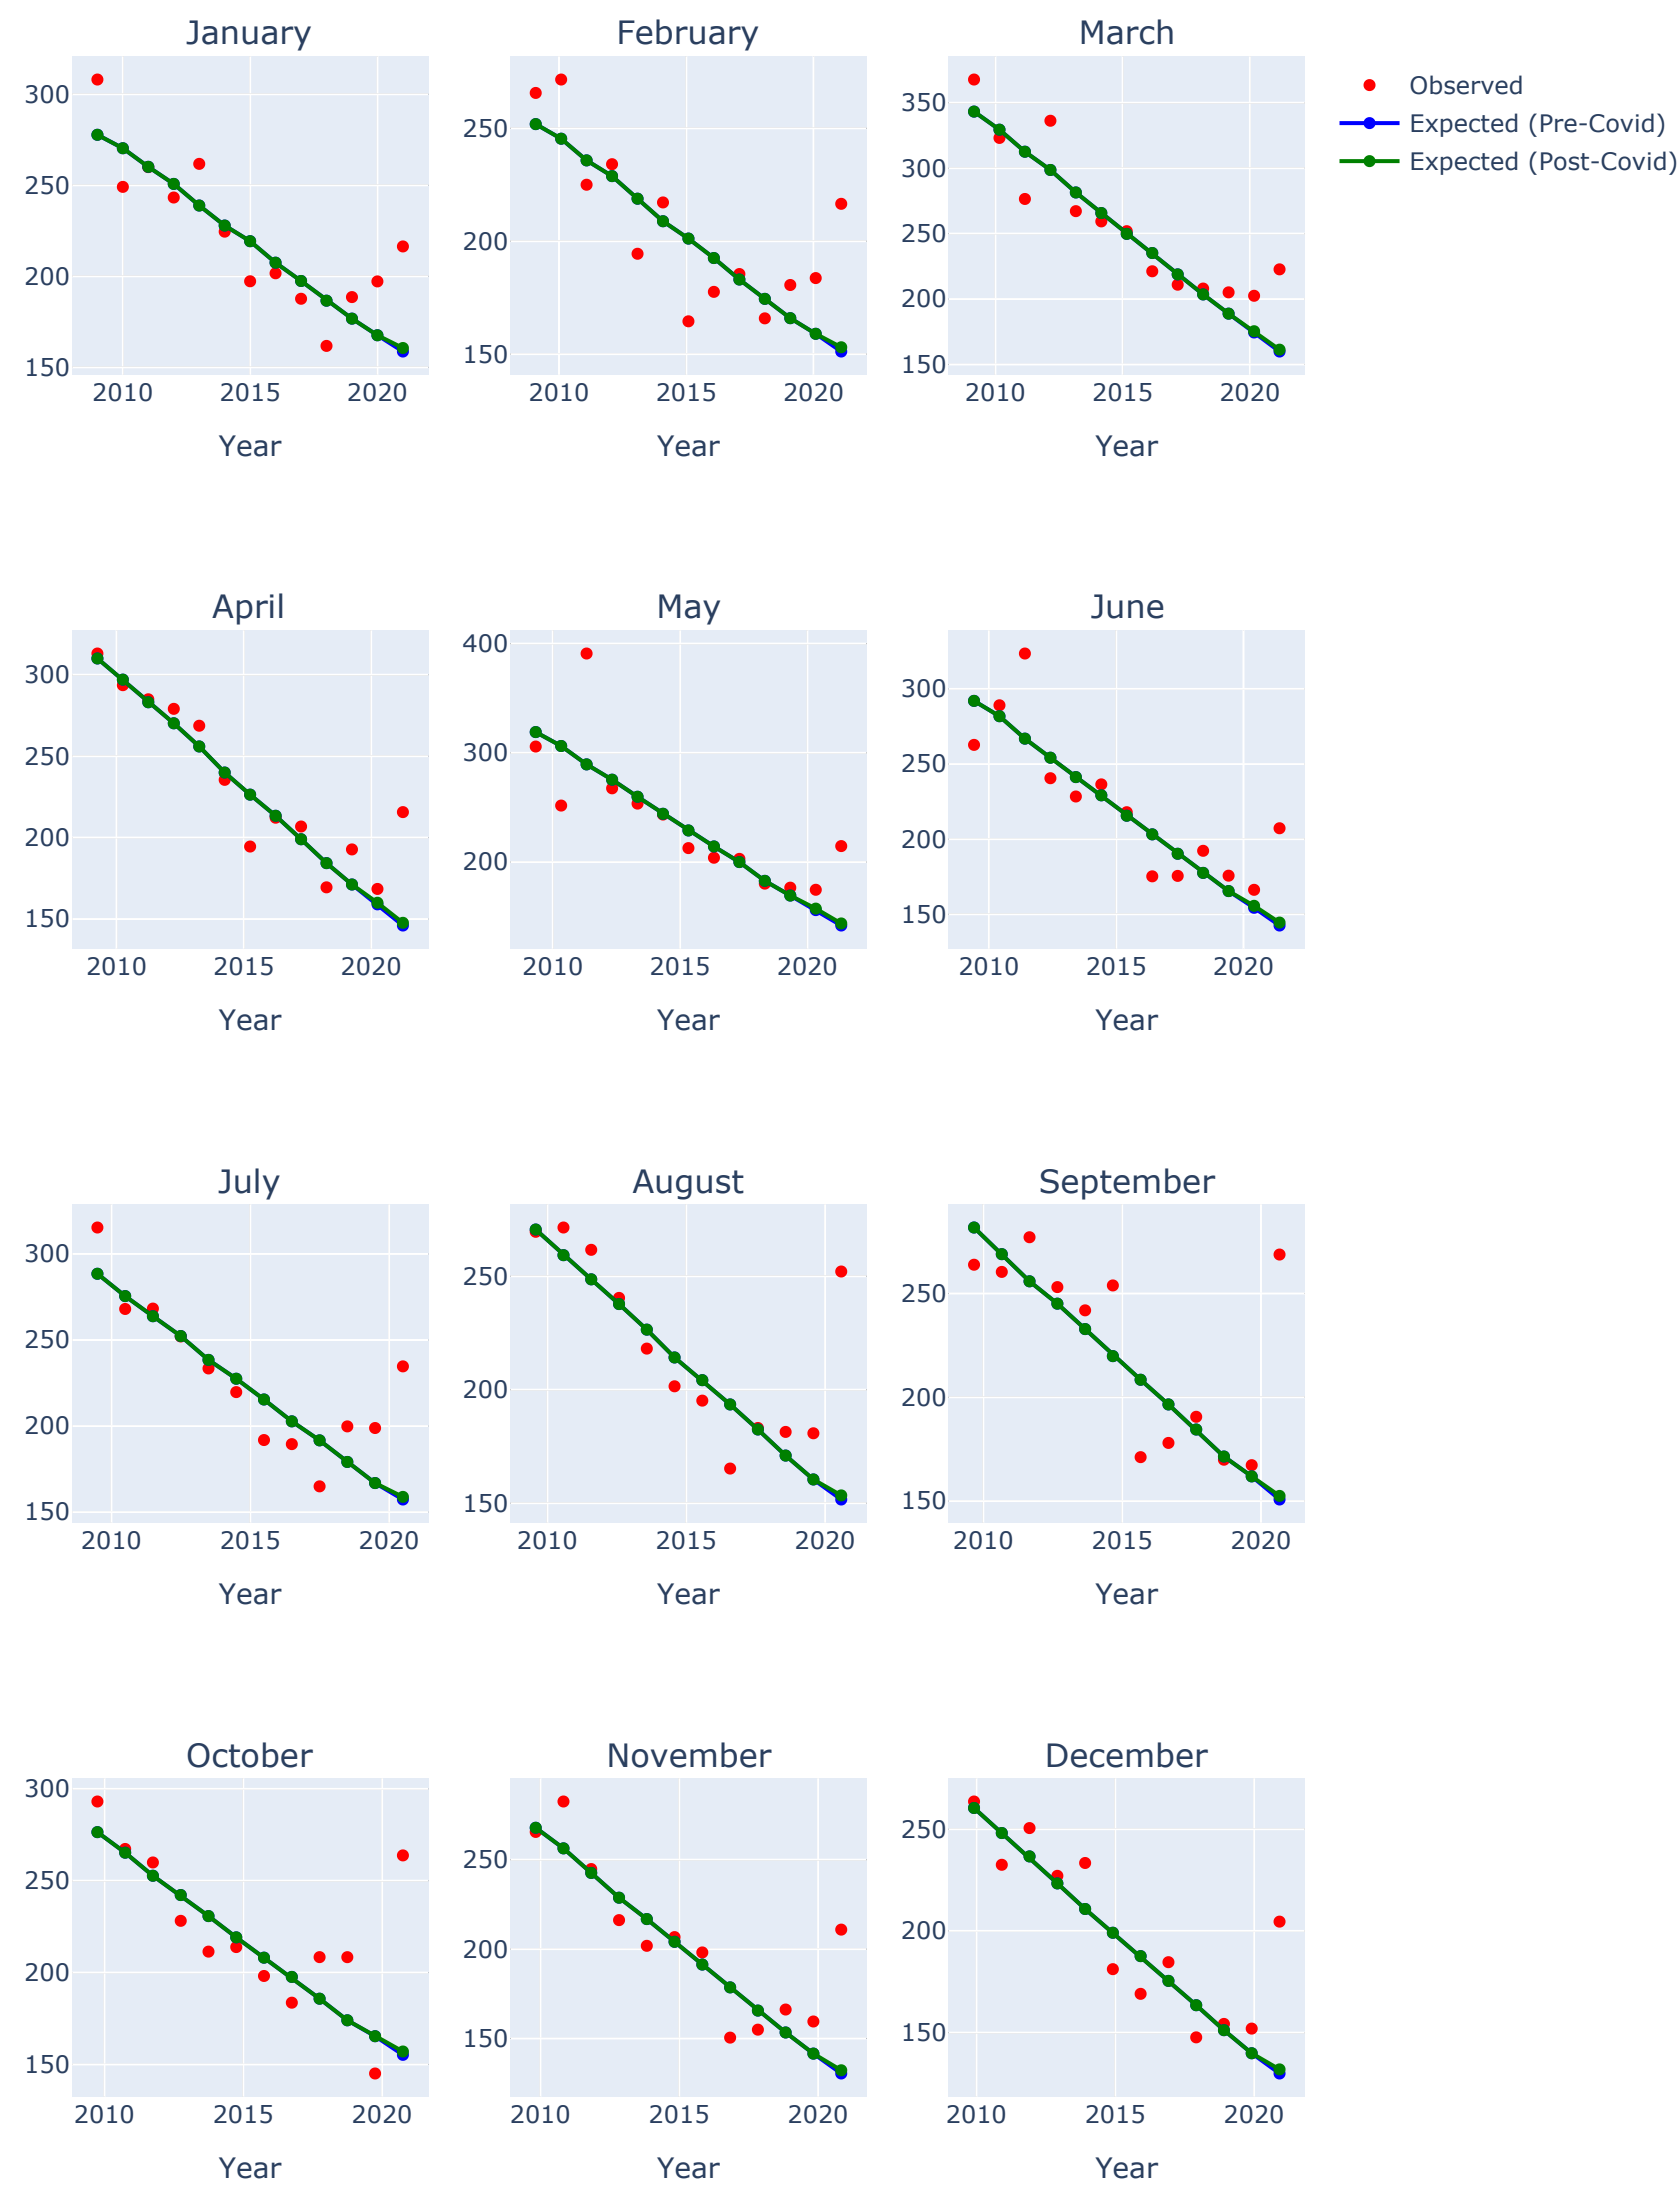 January
February
March
Observed
Expected (Pre-Covid)
Expected (Post-Covid)
300
250
200
150
2010 2015 2020
Year
250
200
150
2010 2015 2020
Year
350
300
250
200
150
2010 2015 2020
Year
April
May
June
300
250
200
150
2010 2015 2020
Year
400
300
200
2010 2015 2020
Year
300
250
200
150
2010 2015 2020
Year
July
August
September
300
250
200
150
2010 2015 2020
Year
250
200
150
2010 2015 2020
Year
250
200
150
2010 2015 2020
Year
October
November
December
300
250
200
150
2010 2015 2020
Year
250
200
150
2010 2015 2020
Year
250
200
150
2010 2015 2020
Year